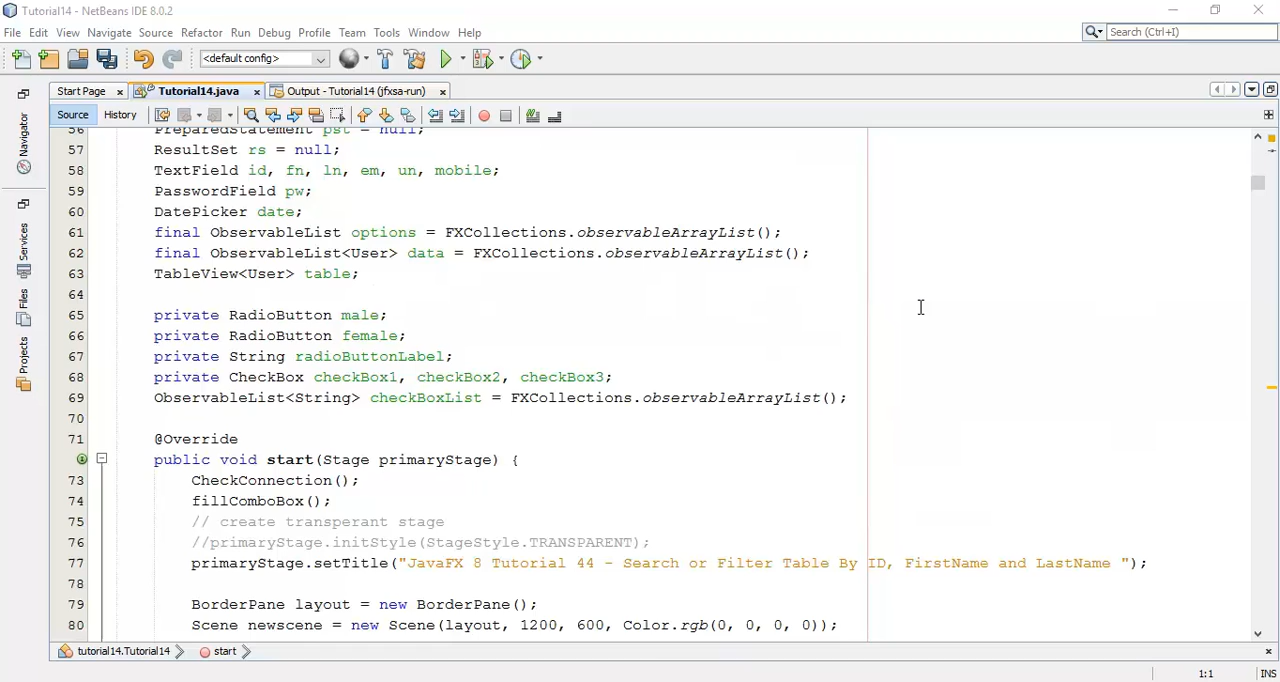 Tutorial14 - NetBeans IDE 8.0.2
File Edit View Navigate Source Refactor Run Debug Profile Team Tools Window Help
Search (Ctrl+I)
<default config>
Start Page Tutorial14.java Output - Tutorial14 (jfxsa-run)
Source History
Navigator
Services
Files
Projects
56 PreparedStatement pst = null;
57 ResultSet rs = null;
58 TextField id, fn, ln, em, un, mobile;
59 PasswordField pw;
60 DatePicker date;
61 final ObservableList options = FXCollections.observableArrayList();
62 final ObservableList<User> data = FXCollections.observableArrayList();
63 TableView<User> table;
64
65 private RadioButton male;
66 private RadioButton female;
67 private String radioButtonLabel;
68 private CheckBox checkBox1, checkBox2, checkBox3;
69 ObservableList<String> checkBoxList = FXCollections.observableArrayList();
70
71 @Override
public void start(Stage primaryStage) {
73 CheckConnection();
74 fillComboBox();
75 // create transperant stage
76 //primaryStage.initStyle(StageStyle.TRANSPARENT);
77 primaryStage.setTitle("JavaFX 8 Tutorial 44 - Search or Filter Table By ID, FirstName and LastName ");
78
79 BorderPane layout = new BorderPane();
80 Scene newscene = new Scene(layout, 1200, 600, Color.rgb(0, 0, 0, 0));
tutorial14.Tutorial14 start
1:1 INS